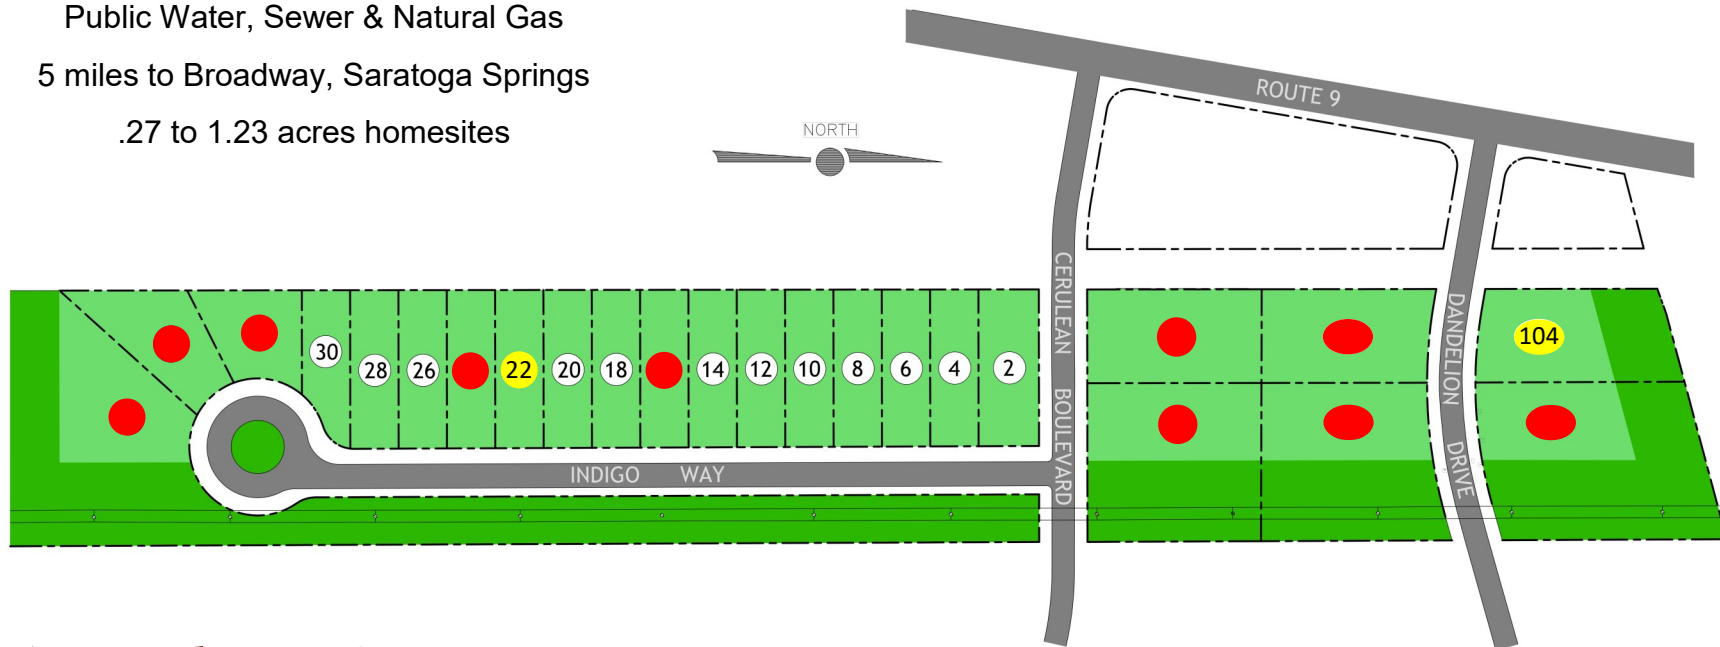 Public Water, Sewer & Natural Gas
5 miles to Broadway, Saratoga Springs
.27 to 1.23 acres homesites
NORTH
ROUTE 9
CERULEAN BOULEVARD
DANDELION DRIVE
INDIGO WAY
30
28
26
22
20
18
14
12
10
8
6
4
2
104